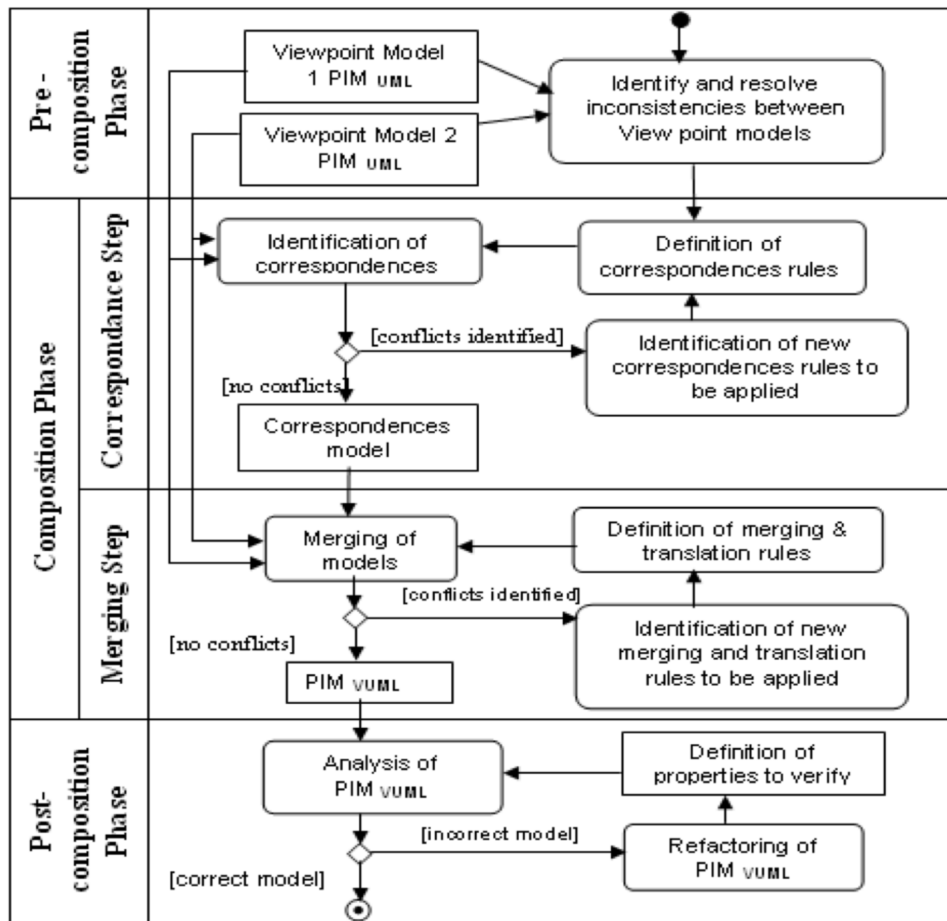 Pre -
composition
Phase
Viewpoint Model
1 PIM UML
Viewpoint Model 2
PIM UML
Identify and resolve
inconsistencies between
View point models
Composition Phase
Correspondance Step
Identification of
correspondences
Definition of
correspondences rules
[conflicts identified]
Identification of new
correspondences rules to
be applied
[no conflicts]
Correspondences
model
Merging Step
Merging of
models
Definition of merging &
translation rules
[conflicts identified]
Identification of new
merging and translation
rules to be applied
[no conflicts]
PIM VUML
Post-
composition
Phase
Analysis of
PIM VUML
Definition of
properties to verify
[incorrect model]
Refactoring of
PIM VUML
[correct model]